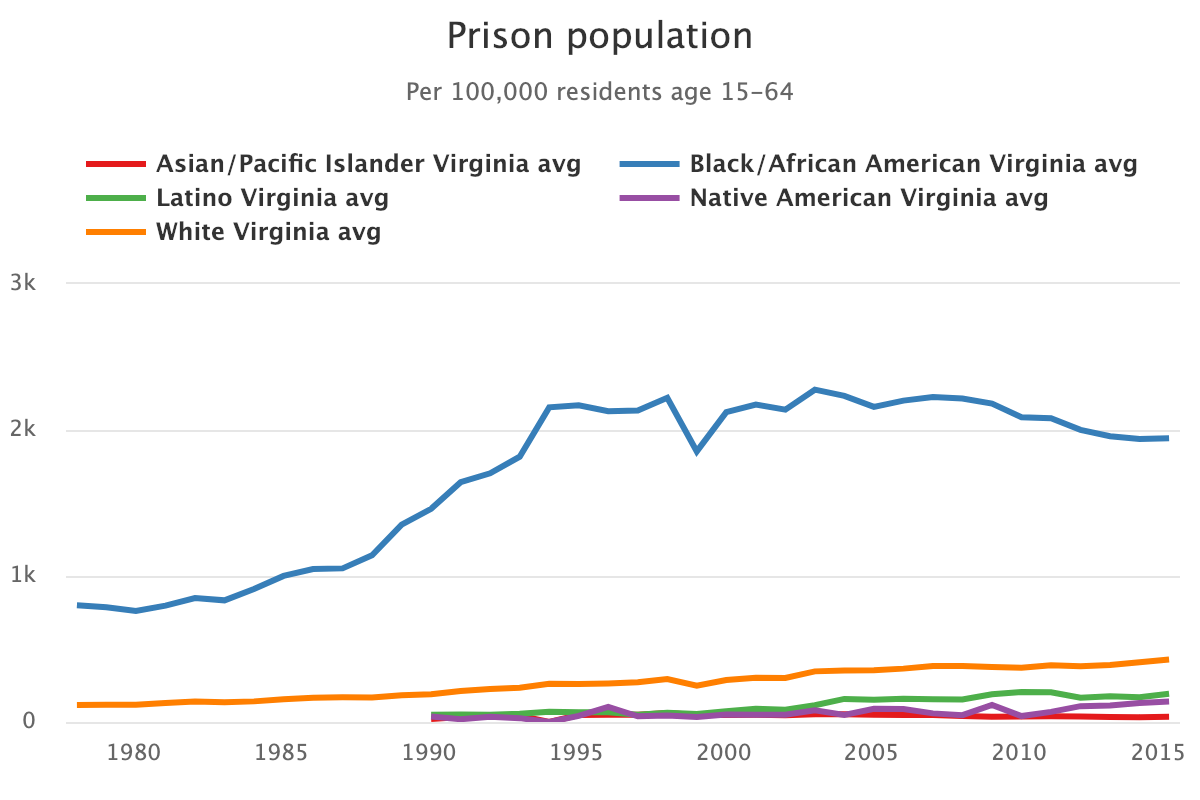 Prison population
Per 100,000 residents age 15–64
Asian/Pacific Islander Virginia avg Black/African American Virginia avg
Latino Virginia avg Native American Virginia avg
White Virginia avg
3k
2k
1k
0
1980 1985 1990 1995 2000 2005 2010 2015